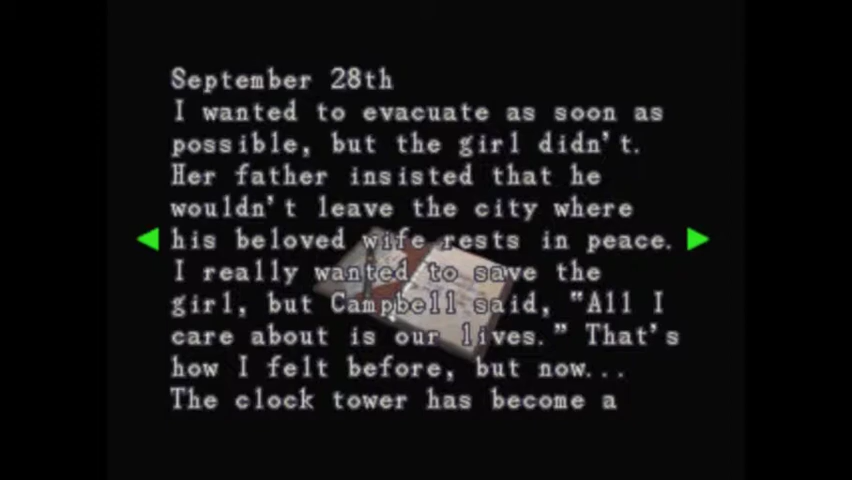 September 28th
I wanted to evacuate as soon as
possible, but the girl didn't.
Her father insisted that he
wouldn't leave the city where
his beloved wife rests in peace.
I really wanted to save the
girl, but Campbell said, "All I
care about is our lives." That's
how I felt before, but now...
The clock tower has become a